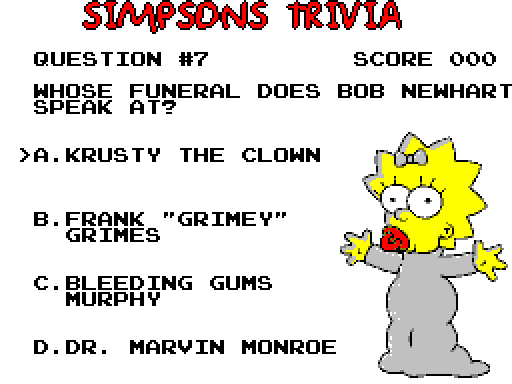 SIMPSONS TRIVIA
QUESTION #7 SCORE 000
WHOSE FUNERAL DOES BOB NEWHART
SPEAK AT?
>A.KRUSTY THE CLOWN
B.FRANK "GRIMEY"
GRIMES
C.BLEEDING GUMS
MURPHY
D.DR. MARVIN MONROE